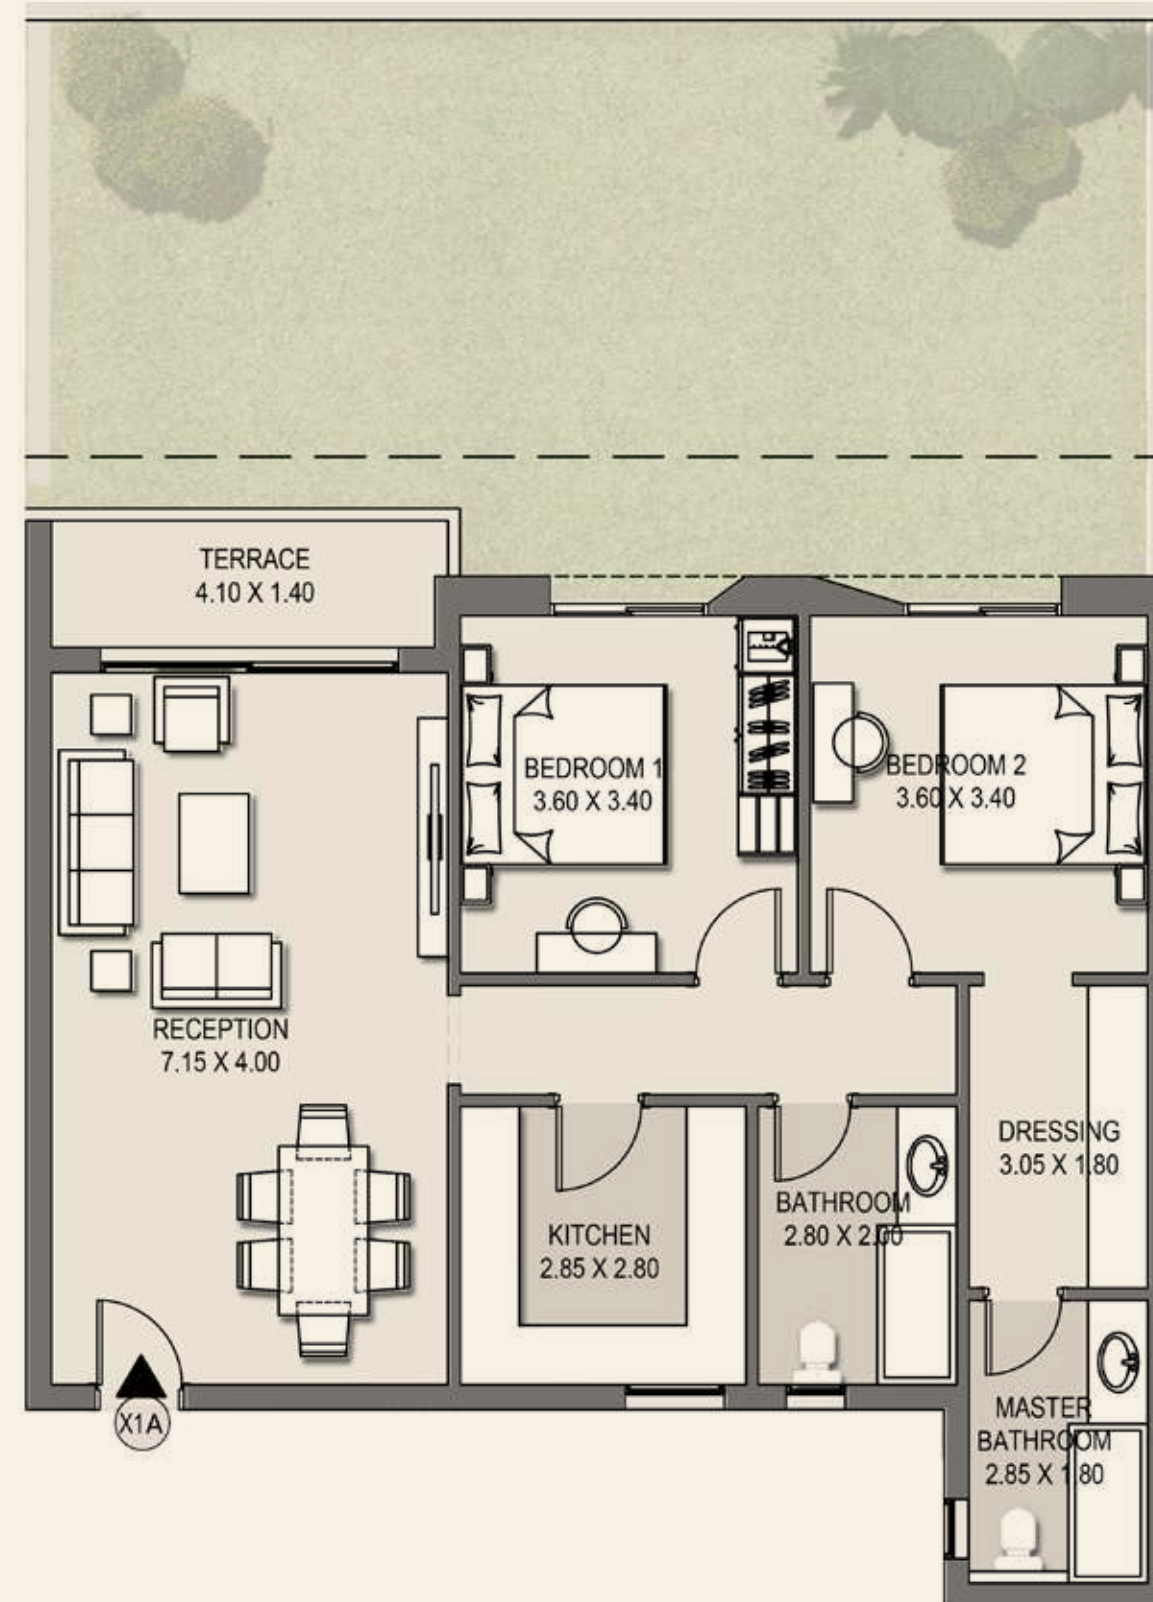 TERRACE
4.10 X 1.40
BEDROOM 1
3.60 X 3.40
BEDROOM 2
3.60 X 3.40
RECEPTION
7.15 X 4.00
DRESSING
3.05 X 1.80
BATHROOM
2.80 X 2.00
KITCHEN
2.85 X 2.80
X1A
MASTER
BATHROOM
2.85 X 1.80